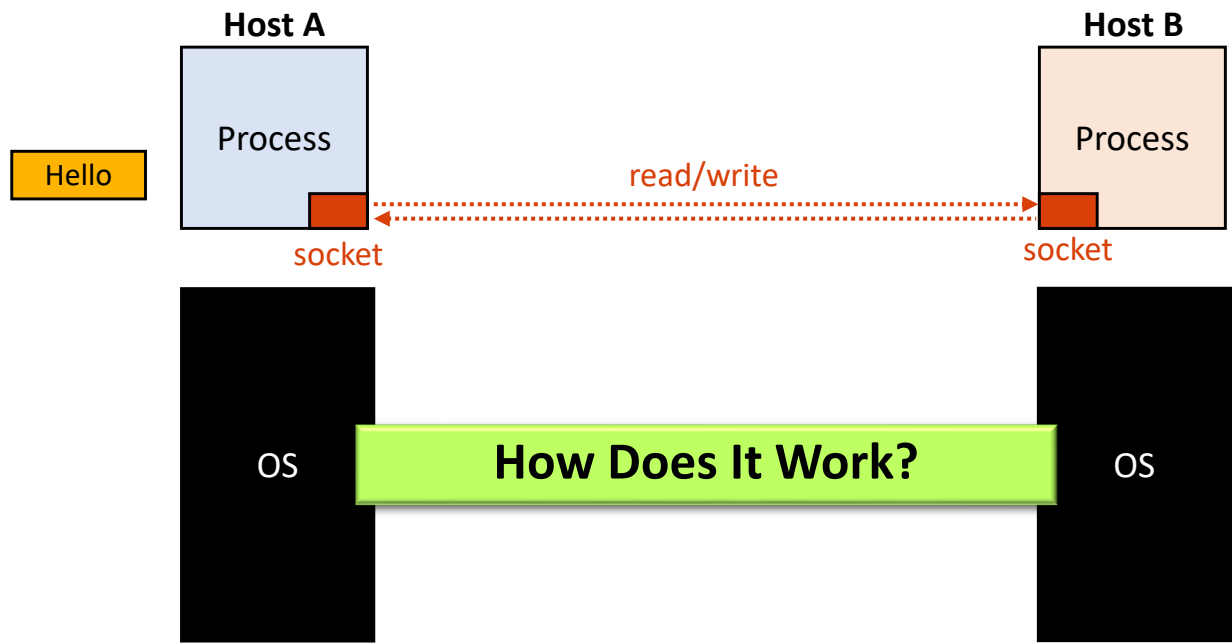 Host A
Host B
Process
Process
Hello
read/write
socket
socket
OS
How Does It Work?
OS